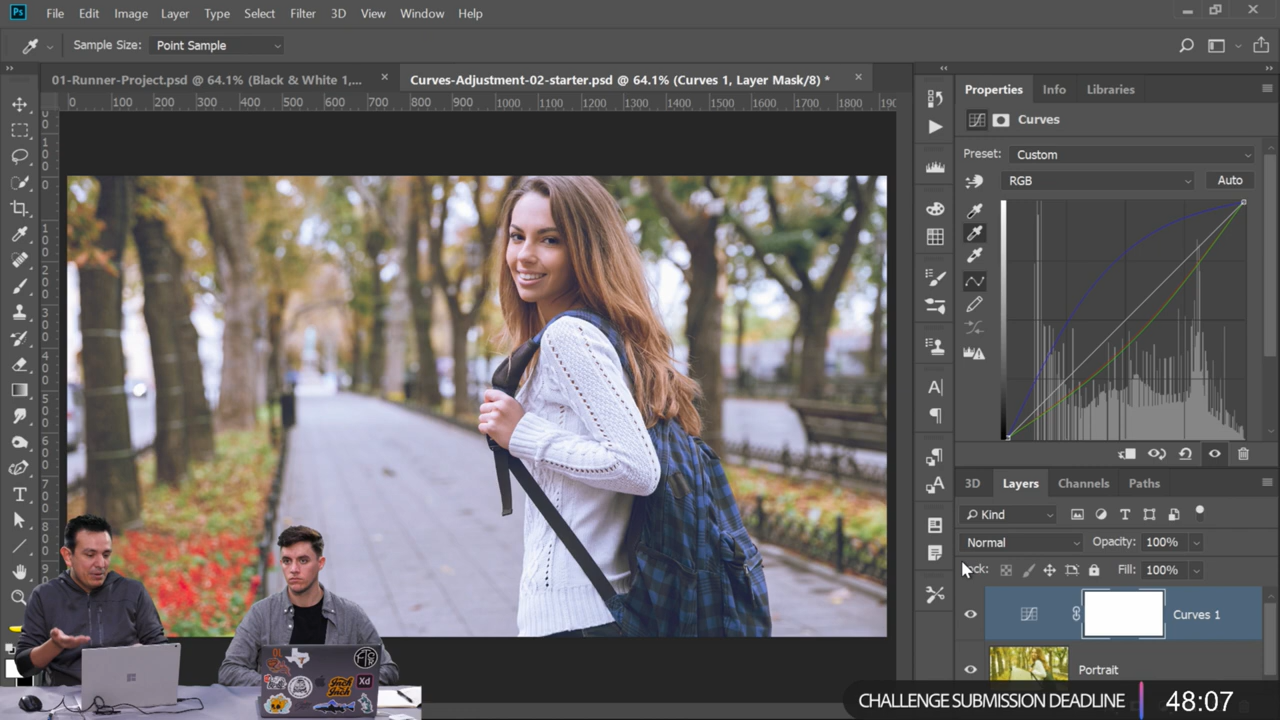 Ps File Edit Image Layer Type Select Filter 3D View Window Help
Sample Size: Point Sample
01-Runner-Project.psd @ 64.1% (Black & White 1,...
Curves-Adjustment-02-starter.psd @ 64.1% (Curves 1, Layer Mask/8) *
0 100 200 300 400 500 600 700 800 900 1000 1100 1200 1300 1400 1500 1600 1700 1800 190
Properties Info Libraries
Curves
Preset: Custom
RGB Auto
3D Layers Channels Paths
Kind
Normal Opacity: 100%
Fill: 100%
Curves 1
Portrait
Xd
CHALLENGE SUBMISSION DEADLINE 48:07